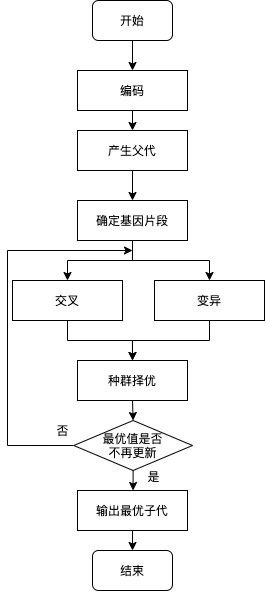 开始
编码
产生父代
确定基因片段
交叉
变异
种群择优
最优值是否
不再更新
否
是
输出最优子代
结束